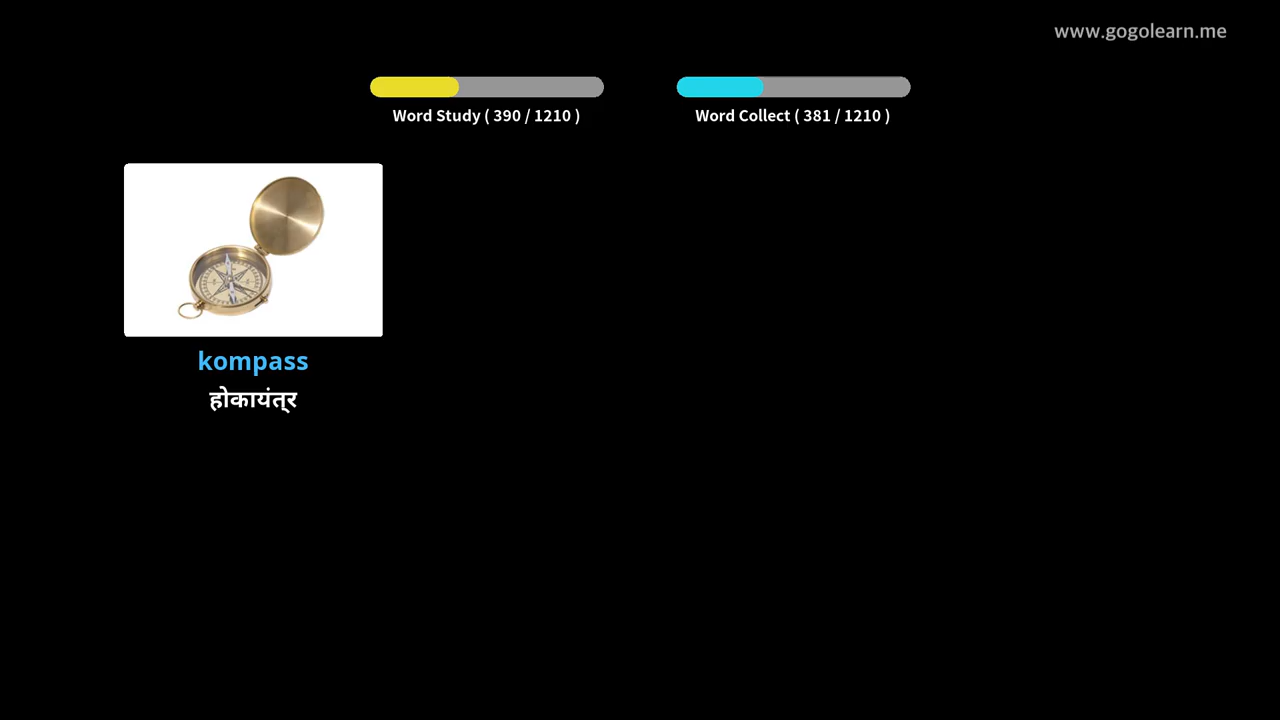 www.gogolearn.me
Word Study ( 390 / 1210 )
Word Collect ( 381 / 1210 )
kompass
होकायंत्र